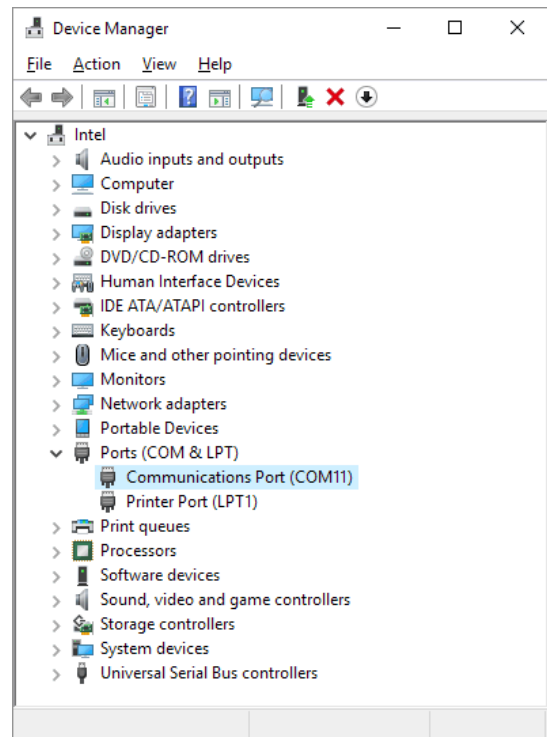 Device Manager
File Action View Help
Intel
Audio inputs and outputs
Computer
Disk drives
Display adapters
DVD/CD-ROM drives
Human Interface Devices
IDE ATA/ATAPI controllers
Keyboards
Mice and other pointing devices
Monitors
Network adapters
Portable Devices
Ports (COM & LPT)
Communications Port (COM11)
Printer Port (LPT1)
Print queues
Processors
Software devices
Sound, video and game controllers
Storage controllers
System devices
Universal Serial Bus controllers